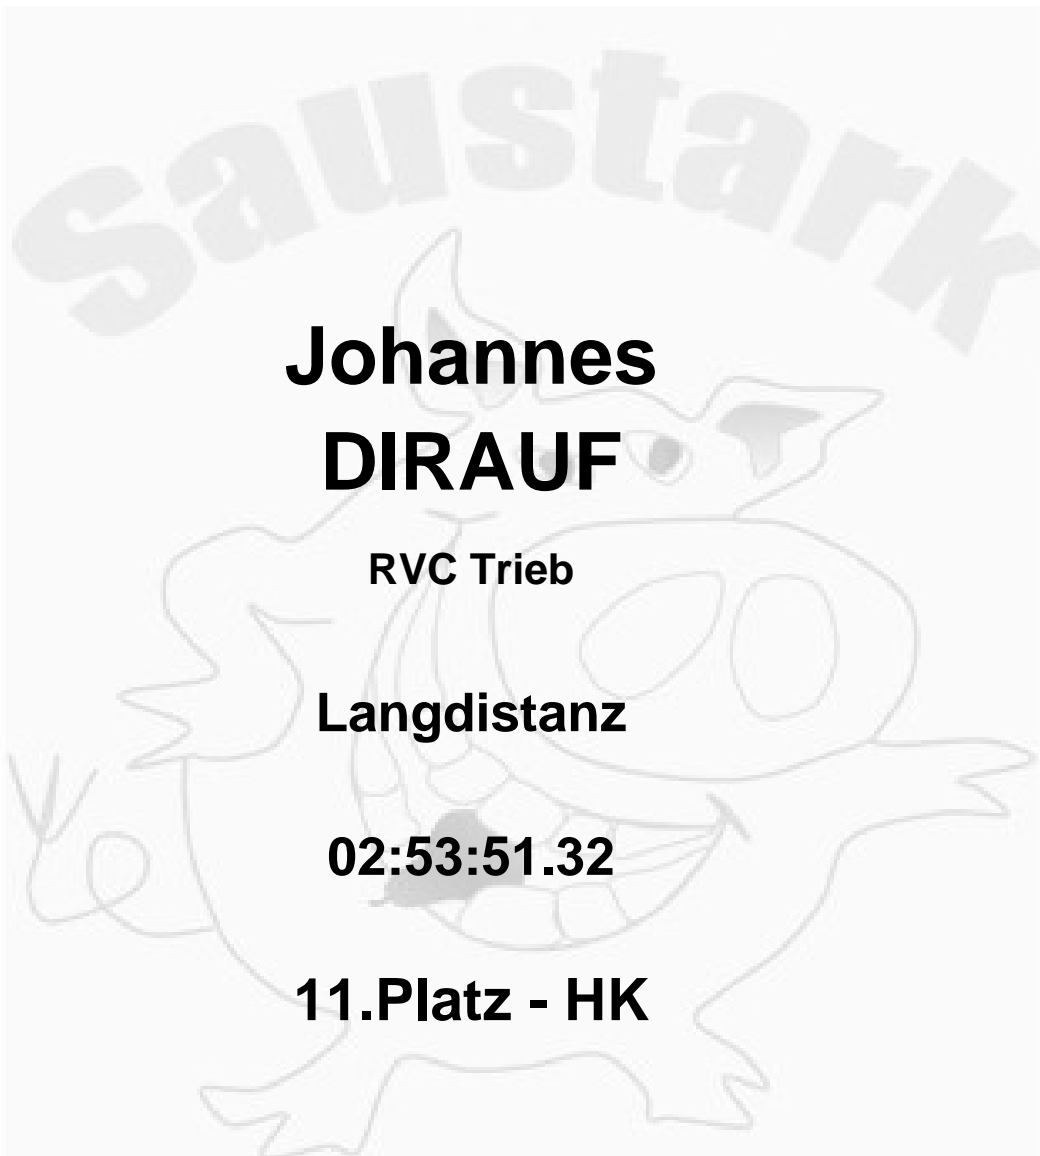 Saustark
Johannes
DIRAUF
RVC Trieb
Langdistanz
02:53:51.32
11.Platz - HK